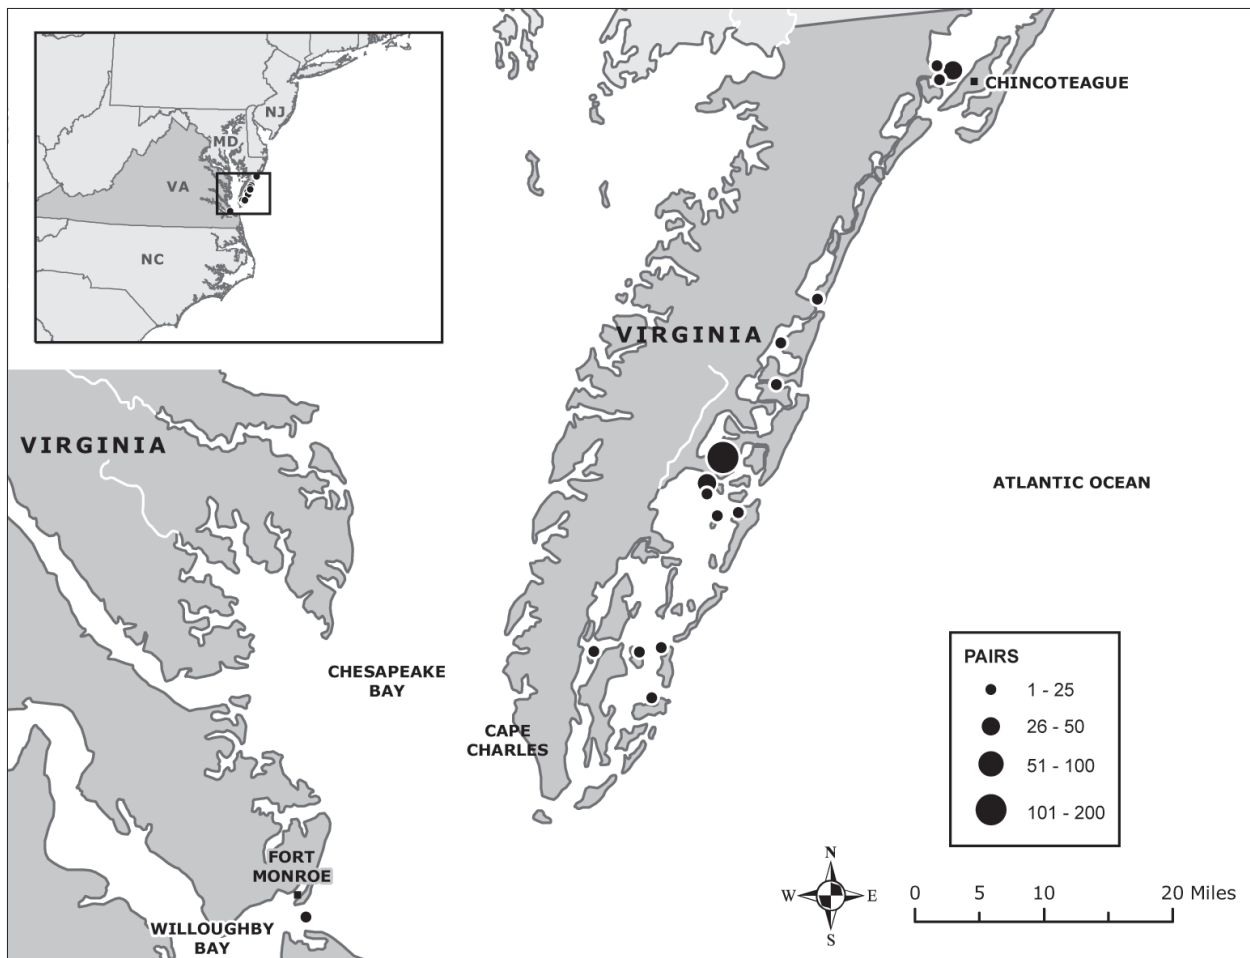 NJ
MD
VA
NC
CHINCOTEAGUE
VIRGINIA
VIRGINIA
ATLANTIC OCEAN
CHESAPEAKE
BAY
CAPE
CHARLES
FORT
MONROE
WILLOUGHBY
BAY
PAIRS
1 - 25
26 - 50
51 - 100
101 - 200
N
W E
S
0 5 10 20 Miles